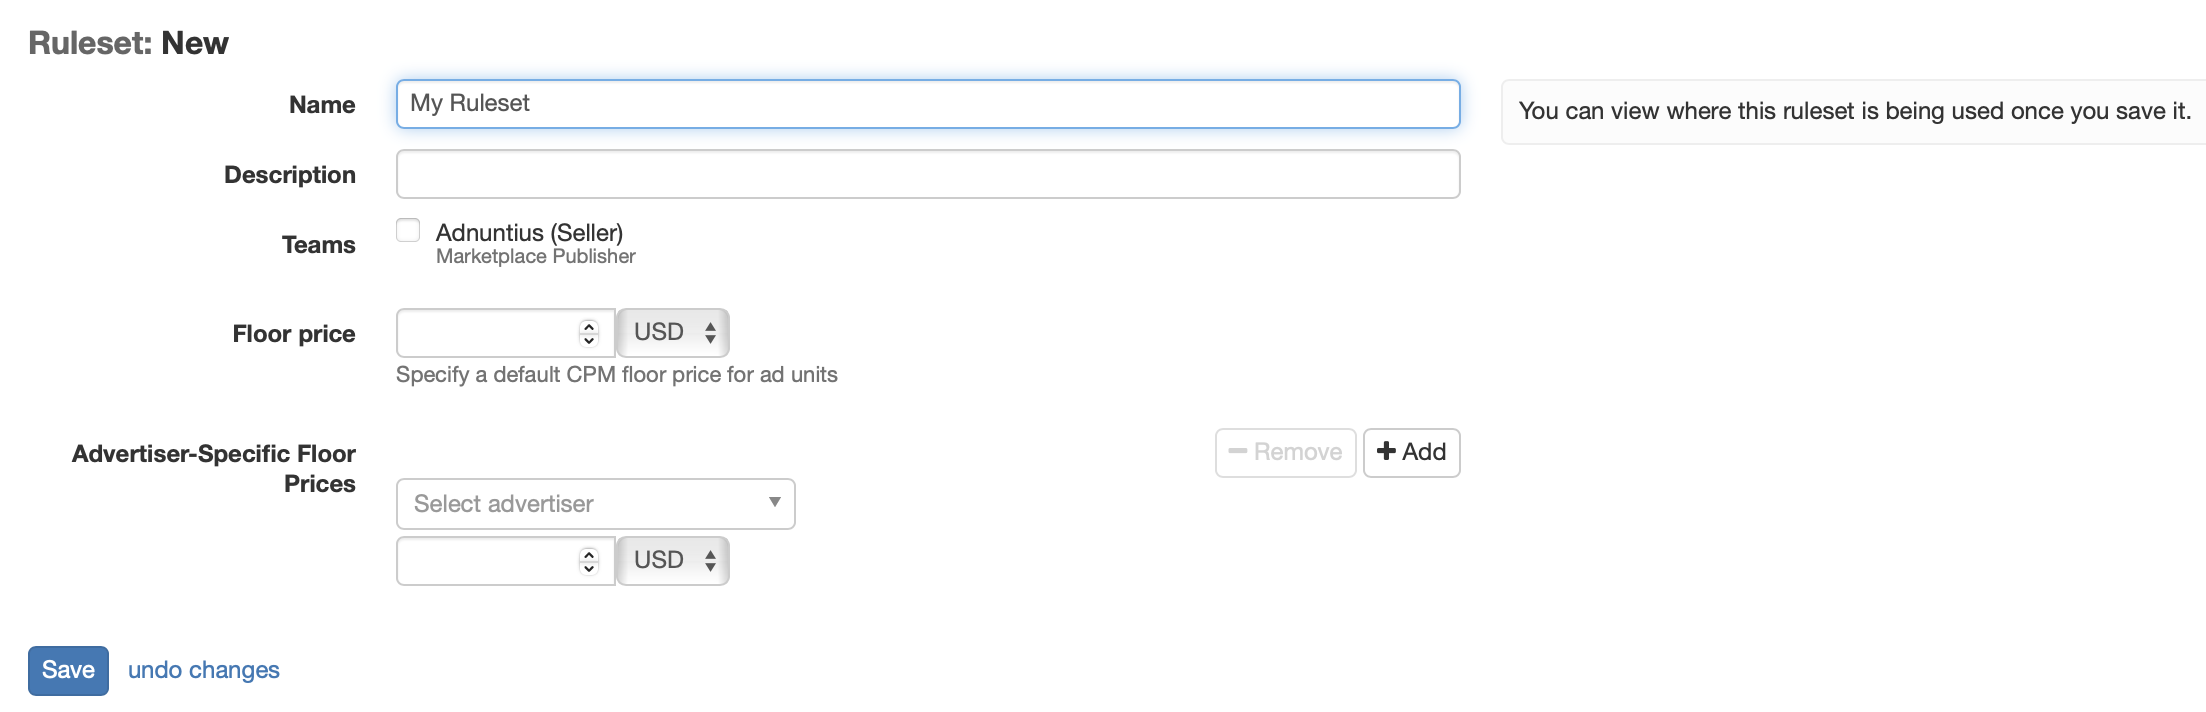 Ruleset: New
Name
My Ruleset
You can view where this ruleset is being used once you save it.
Description
Teams
Adnuntius (Seller)
Marketplace Publisher
Floor price
USD
Specify a default CPM floor price for ad units
Advertiser-Specific Floor
Prices
Remove
Add
Select advertiser
USD
Save
undo changes